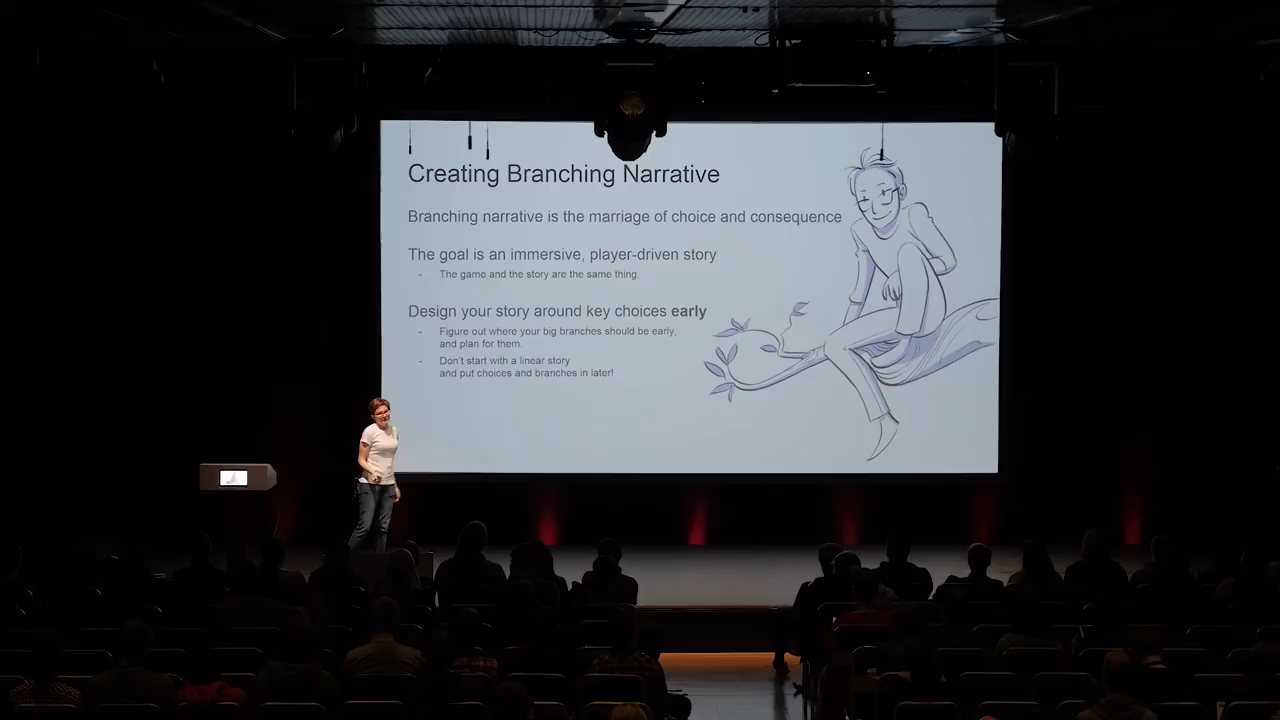 Creating Branching Narrative
Branching narrative is the marriage of choice and consequence
The goal is an immersive, player-driven story
- The game and the story are the same thing.
Design your story around key choices early
- Figure out where your big branches should be early,
and plan for them.
- Don't start with a linear story
and put choices and branches in later!